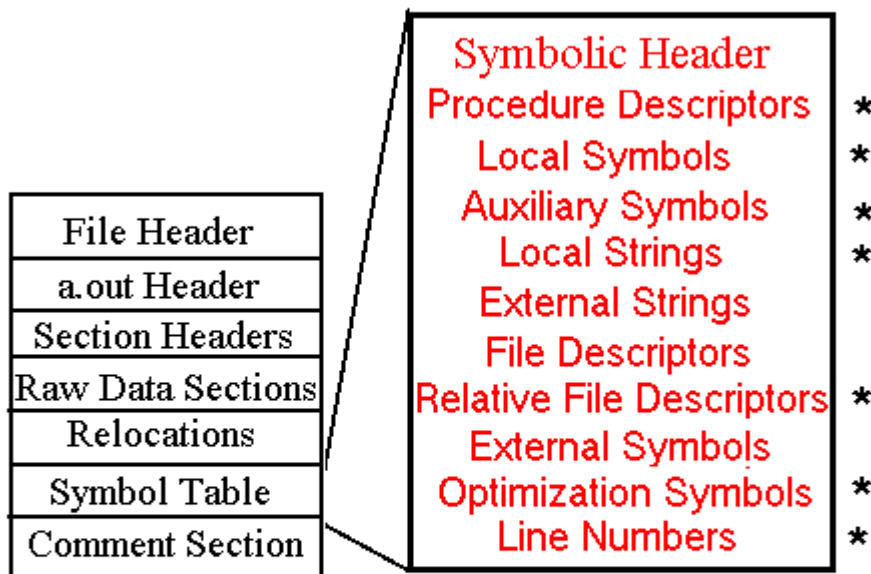 File Header
a.out Header
Section Headers
Raw Data Sections
Relocations
Symbol Table
Comment Section
Symbolic Header
Procedure Descriptors *
Local Symbols *
Auxiliary Symbols *
Local Strings *
External Strings
File Descriptors
Relative File Descriptors *
External Symbols
Optimization Symbols *
Line Numbers *